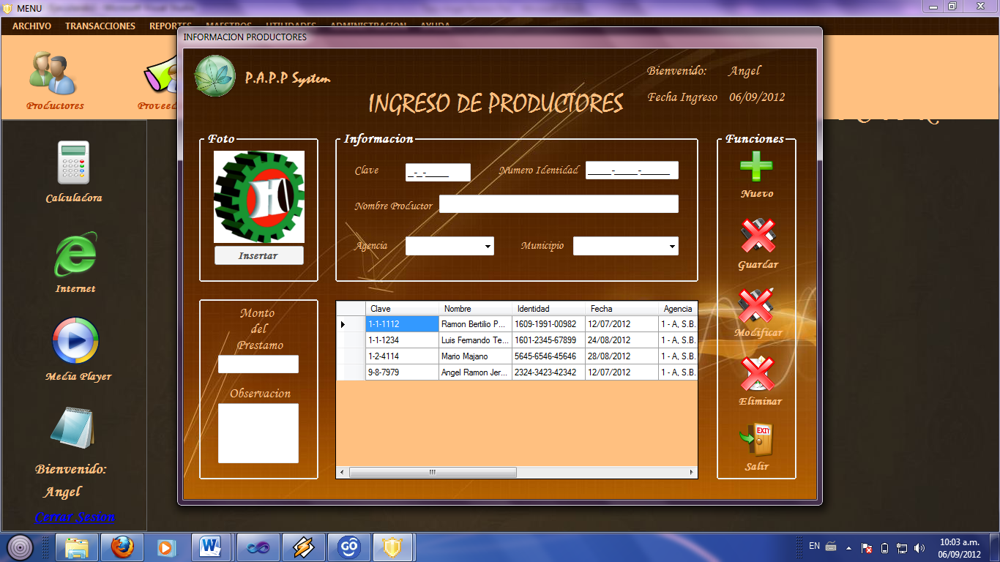 MENU
ARCHIVO TRANSACCIONES REPORTES MAESTROS UTILIDADES ADMINISTRACION AYUDA
INFORMACION PRODUCTORES
P.A.P.P System
Bienvenido: Angel
Fecha Ingreso 06/09/2012
INGRESO DE PRODUCTORES
Productores
Proveed
Calculadora
Internet
Media Player
Bienvenido:
Angel
Cerrar Sesion
Foto
Insertar
Informacion
Clave _-_-____ Numero Identidad ____-____-_____
Nombre Productor
Agencia Municipio
Funciones
Nuevo
Guardar
Modificar
Eliminar
EXIT
Salir
Monto
del
Prestamo
Observacion
Clave Nombre Identidad Fecha Agencia
1-1-1112 Ramon Bertilio P... 1609-1991-00982 12/07/2012 1 - A, S.B.
1-1-1234 Luis Fernando Te... 1601-2345-67899 24/08/2012 1 - A, S.B.
1-2-4114 Mario Majano 5645-6546-45646 28/08/2012 1 - A, S.B.
9-8-7979 Angel Ramon Jer... 2324-3423-42342 12/07/2012 1 - A, S.B.
EN
10:03 a.m.
06/09/2012